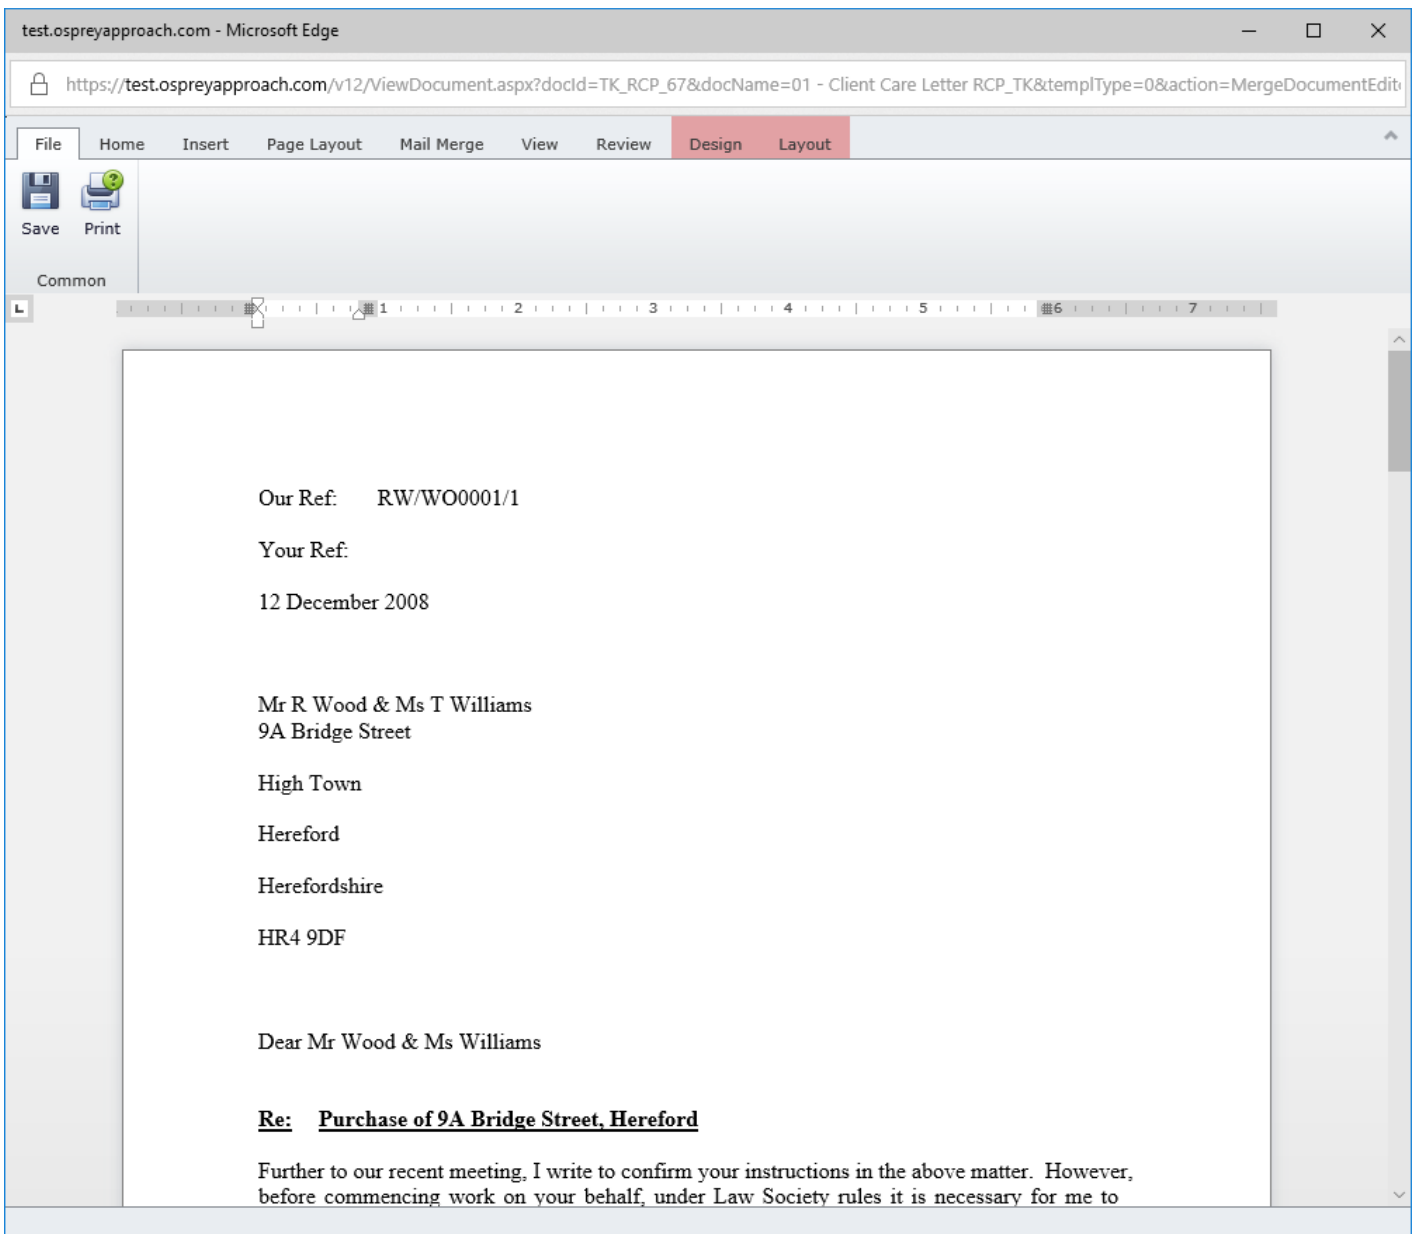 test.ospreyapproach.com - Microsoft Edge
https://test.ospreyapproach.com/v12/ViewDocument.aspx?docId=TK_RCP_67&docName=01 - Client Care Letter RCP_TK&templType=0&action=MergeDocumentEdit
File Home Insert Page Layout Mail Merge View Review Design Layout
Save Print
Common
1 2 3 4 5 6 7
Our Ref: RW/WO0001/1
Your Ref:
12 December 2008
Mr R Wood & Ms T Williams
9A Bridge Street
High Town
Hereford
Herefordshire
HR4 9DF
Dear Mr Wood & Ms Williams
Re: Purchase of 9A Bridge Street, Hereford
Further to our recent meeting, I write to confirm your instructions in the above matter. However,
before commencing work on your behalf, under Law Society rules it is necessary for me to